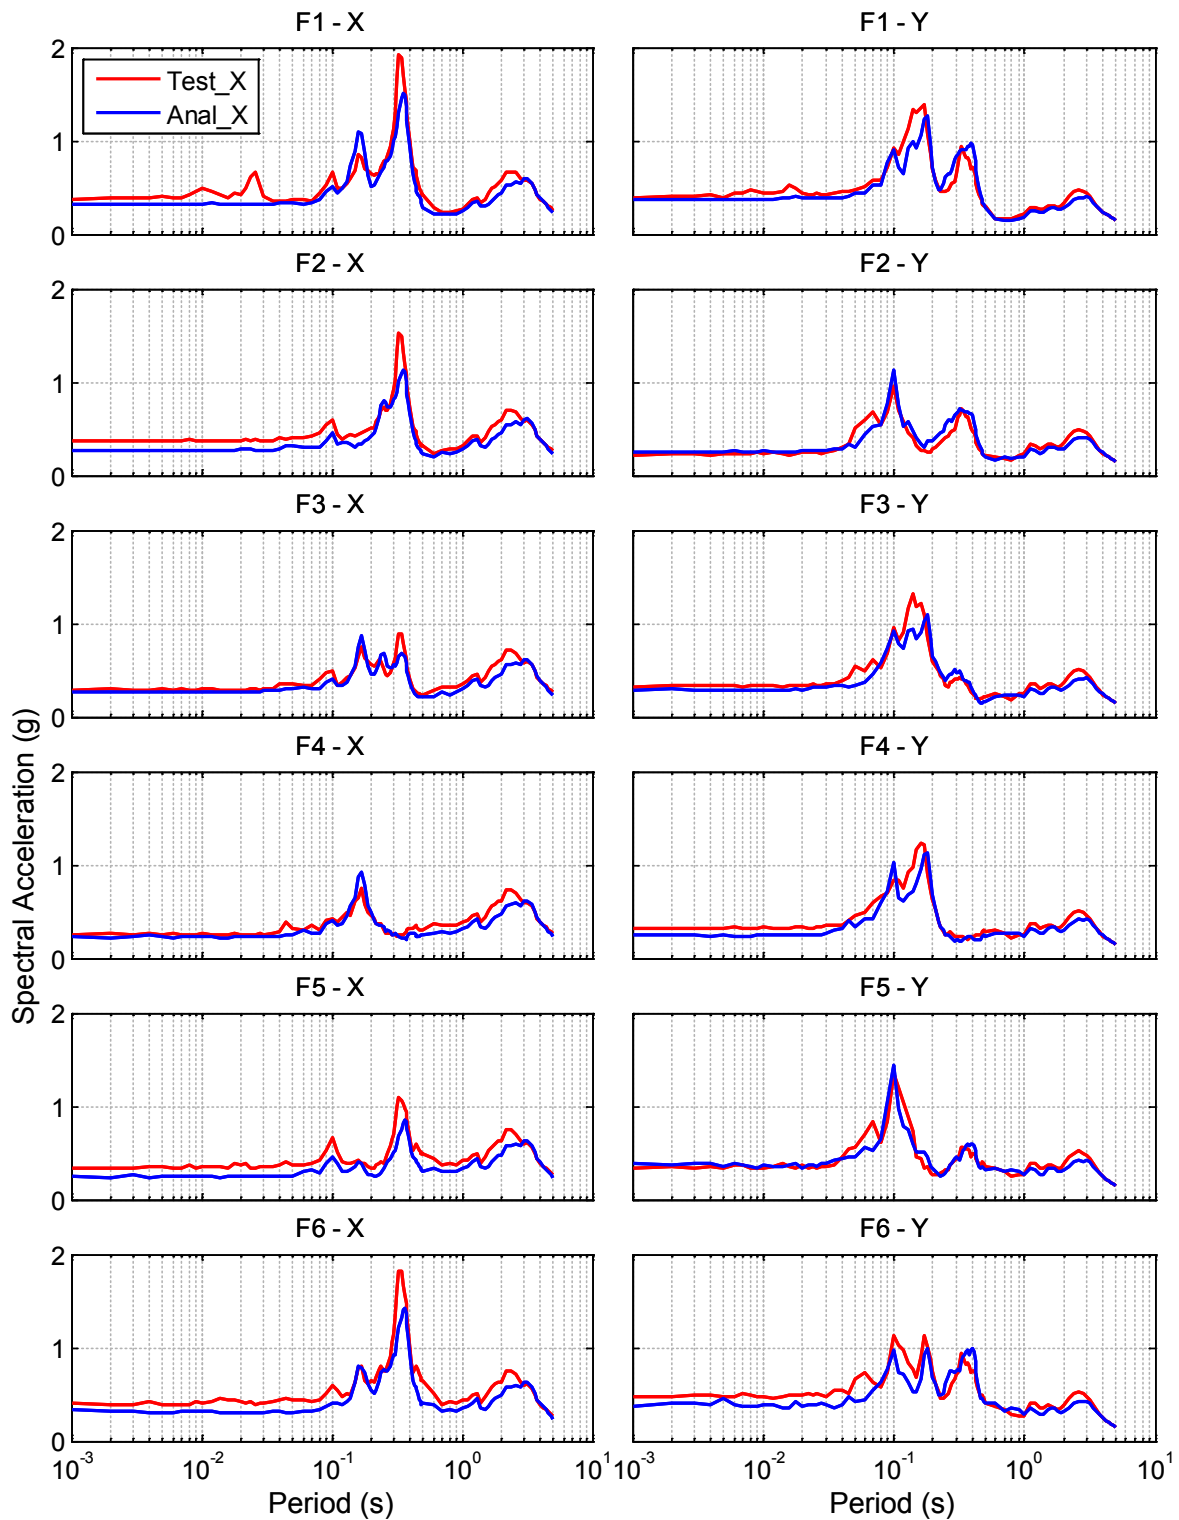 F1 - X
F1 - Y
2
1
0
Test_X
Anal_X
F2 - X
F2 - Y
2
1
0
F3 - X
F3 - Y
2
1
0
F4 - X
F4 - Y
2
1
0
F5 - X
F5 - Y
2
1
0
F6 - X
F6 - Y
2
1
0
Spectral Acceleration (g)
10^-3 10^-2 10^-1 10^0 10^1
10^-3 10^-2 10^-1 10^0 10^1
Period (s)
Period (s)